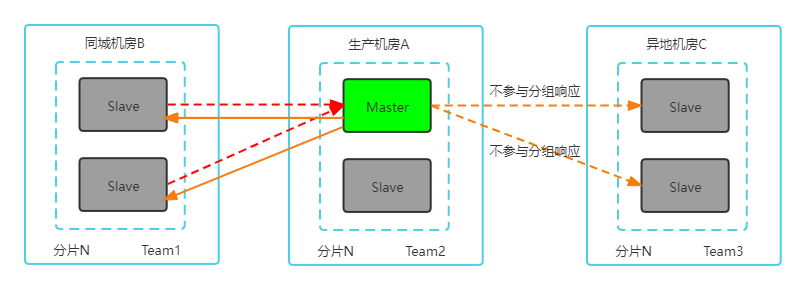 同城机房B
Slave
Slave
分片N
Team1
生产机房A
Master
Slave
分片N
Team2
不参与分组响应
不参与分组响应
异地机房C
Slave
Slave
分片N
Team3